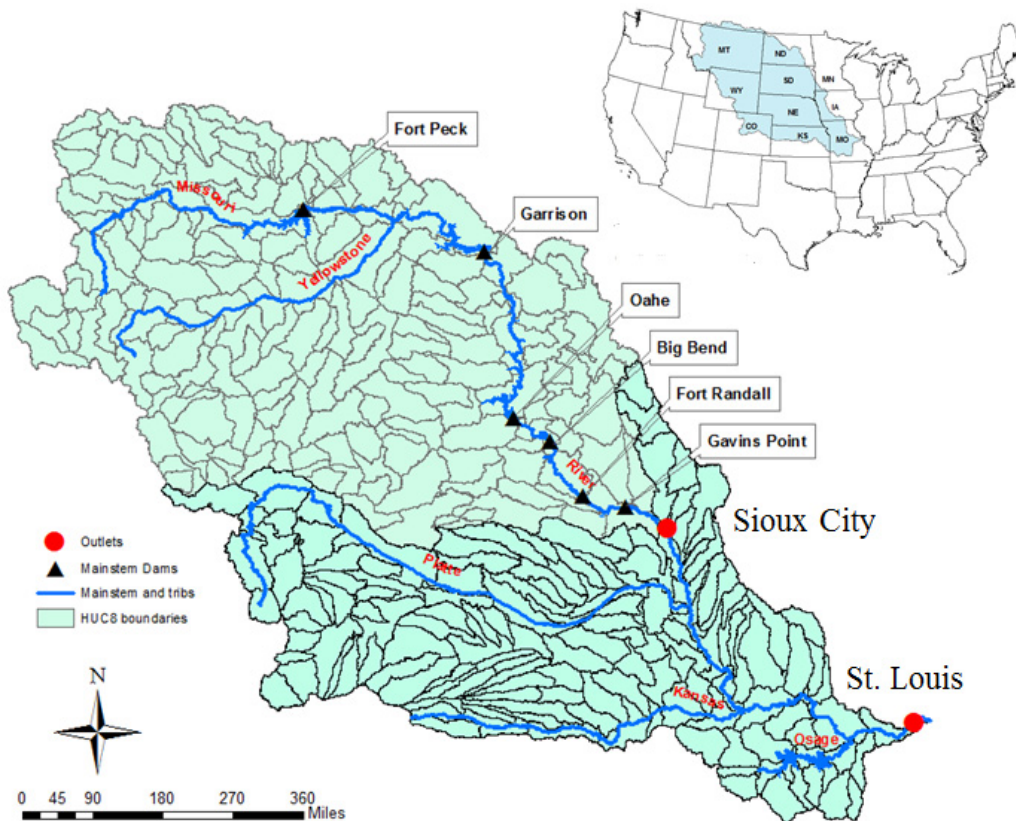 MT
ND
MN
SD
WY
IA
NE
CO
KS
MO
Fort Peck
Missouri
Garrison
Yellowstone
Oahe
Big Bend
Fort Randall
Gavins Point
River
Sioux City
Platte
Outlets
Mainstem Dams
Mainstem and tribs
HUC8 boundaries
St. Louis
Kansas
Osage
N
0 45 90 180 270 360
Miles